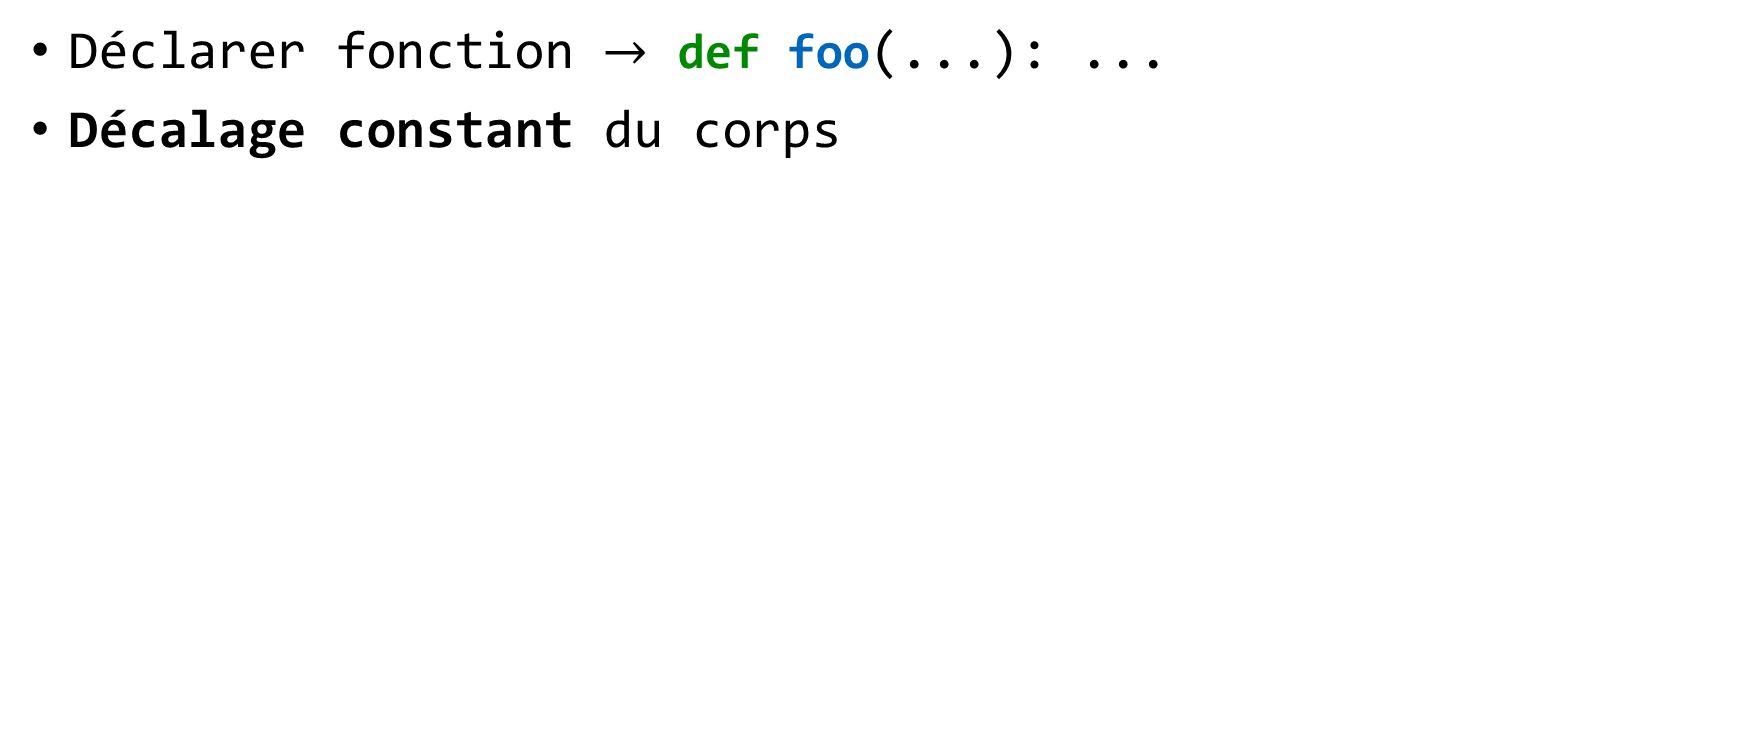 • Déclarer fonction → def foo(...): ...
• Décalage constant du corps